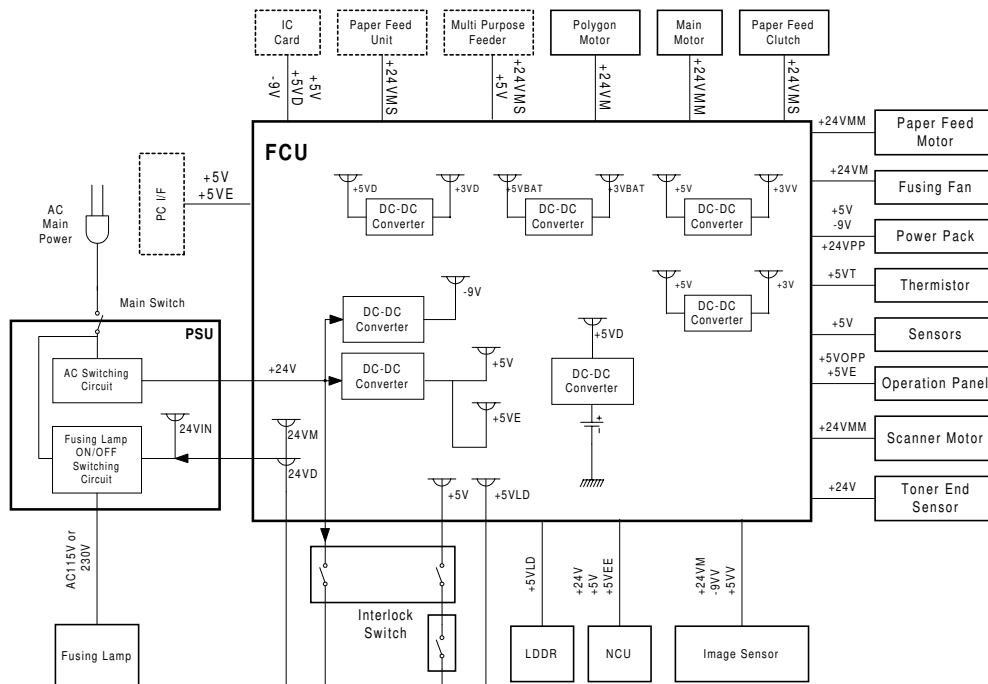 IC
Card
Paper Feed
Unit
Multi Purpose
Feeder
Polygon
Motor
Main
Motor
Paper Feed
Clutch
-9V
+5VD
+5V
+24VMS
+5V
+24VMS
+24VM
+24VMM
+24VMS
FCU
PC I/F
+5V
+5VE
AC
Main
Power
Main Switch
PSU
AC Switching
Circuit
24VIN
Fusing Lamp
ON/OFF
Switching
Circuit
AC115V or
230V
Fusing Lamp
+24V
24VM
24VD
+5VD
+3VD
DC-DC
Converter
+5VBAT
+3VBAT
DC-DC
Converter
+5V
+3VV
DC-DC
Converter
+5V
+3V
DC-DC
Converter
-9V
DC-DC
Converter
DC-DC
Converter
+5V
+5VE
+5VD
DC-DC
Converter
+
-
+5V
+5VLD
Interlock
Switch
+24VMM
Paper Feed
Motor
+24VM
Fusing Fan
+5V
-9V
+24VPP
Power Pack
+5VT
Thermistor
+5V
Sensors
+5VOPP
+5VE
Operation Panel
+24VMM
Scanner Motor
+24V
Toner End
Sensor
+5VLD
LDDR
+24V
+5V
+5VEE
NCU
+24VM
-9VV
+5VV
Image Sensor